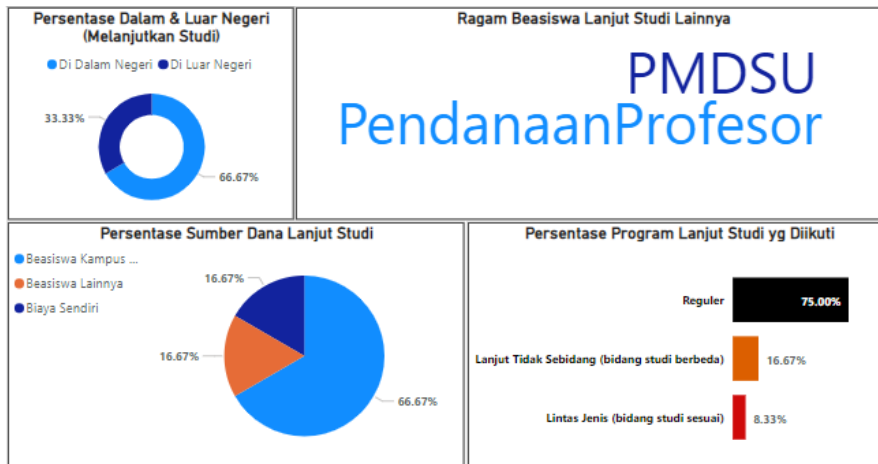 Persentase Dalam & Luar Negeri
(Melanjutkan Studi)
Di Dalam Negeri Di Luar Negeri
33.33%
66.67%
Ragam Beasiswa Lanjut Studi Lainnya
PMDSU
PendanaanProfesor
Persentase Sumber Dana Lanjut Studi
Beasiswa Kampus ...
Beasiswa Lainnya
Biaya Sendiri
16.67%
16.67%
66.67%
Persentase Program Lanjut Studi yg Diikuti
Reguler 75.00%
Lanjut Tidak Sebidang (bidang studi berbeda) 16.67%
Lintas Jenis (bidang studi sesuai) 8.33%